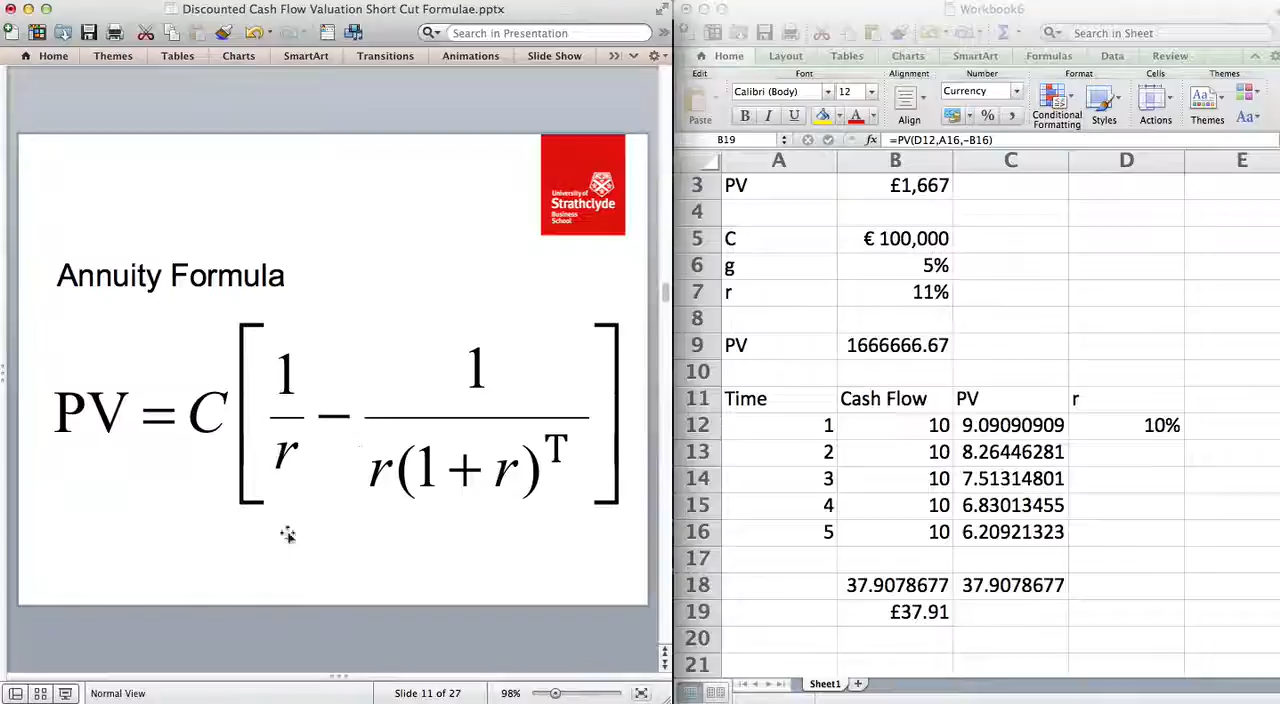 Discounted Cash Flow Valuation Short Cut Formulae.pptx
Search in Presentation
Home Themes Tables Charts SmartArt Transitions Animations Slide Show
University of
Strathclyde
Business
School
Annuity Formula
PV = C [ 1/r − 1/r(1+r)^T ]
Normal View Slide 11 of 27 98%
Workbook6
Search in Sheet
Home Layout Tables Charts SmartArt Formulas Data Review
Edit Font Alignment Number Format Cells Themes
Calibri (Body) 12 Currency
Paste B I U A Align % Conditional Formatting Styles Actions Themes Aa
B19 fx =PV(D12,A16,-B16)
A B C D E
3 PV £1,667
4
5 C € 100,000
6 g 5%
7 r 11%
8
9 PV 1666666.67
10
11 Time Cash Flow PV r
12 1 10 9.09090909 10%
13 2 10 8.26446281
14 3 10 7.51314801
15 4 10 6.83013455
16 5 10 6.20921323
17
18 37.9078677 37.9078677
19 £37.91
20
21
Sheet1